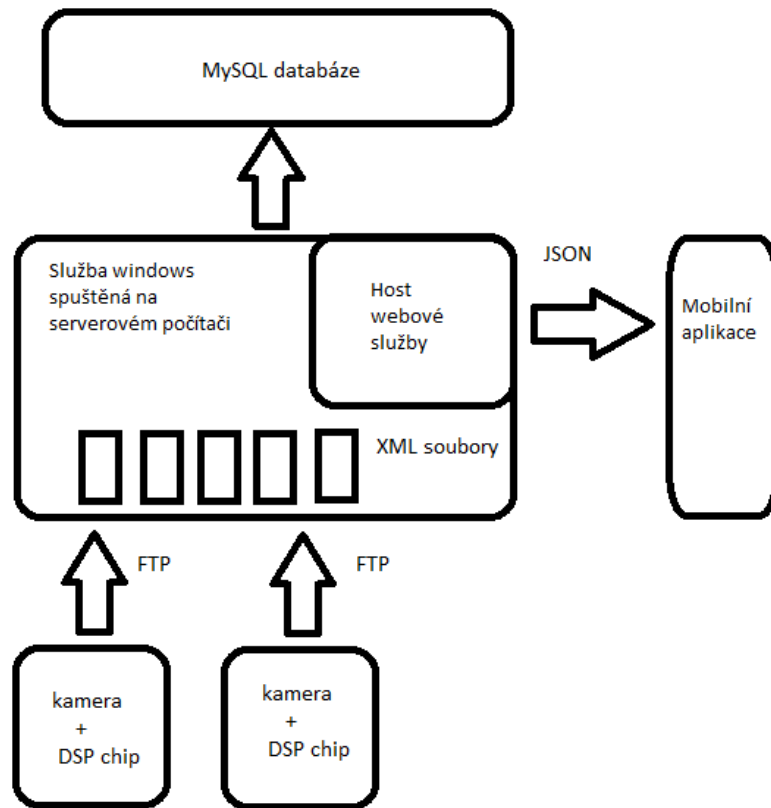 MySQL databáze
Služba windows
spuštěná na
serverovém počítači
Host
webové
služby
JSON
Mobilní
aplikace
XML soubory
FTP
FTP
kamera
+
DSP chip
kamera
+
DSP chip